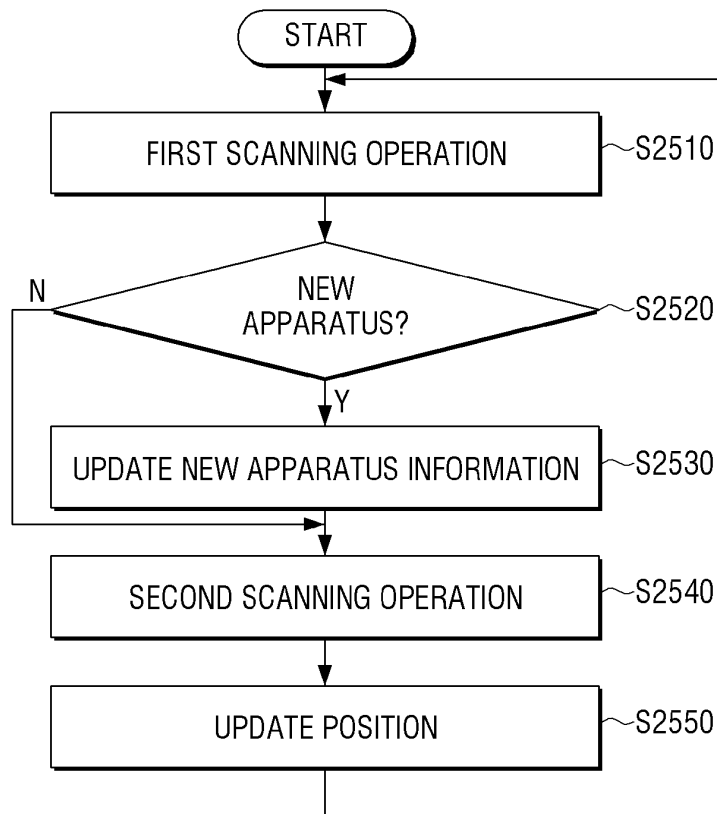 START
FIRST SCANNING OPERATION
S2510
N
NEW
APPARATUS?
S2520
Y
UPDATE NEW APPARATUS INFORMATION
S2530
SECOND SCANNING OPERATION
S2540
UPDATE POSITION
S2550